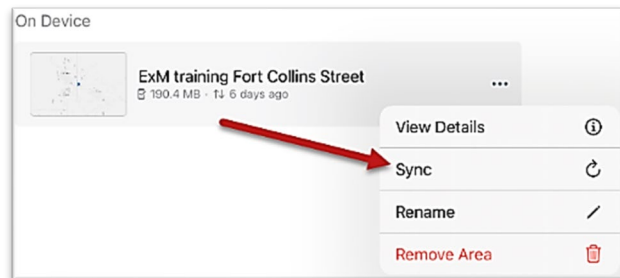 On Device
ExM training Fort Collins Street
190.4 MB · ↑↓ 6 days ago
View Details
Sync
Rename
Remove Area